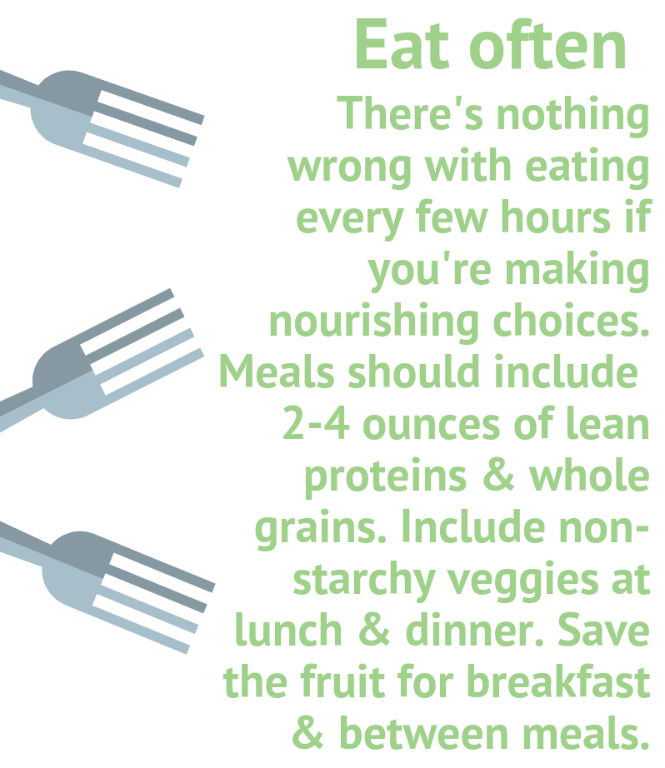 Eat often
There's nothing
wrong with eating
every few hours if
you're making
nourishing choices.
Meals should include
2-4 ounces of lean
proteins & whole
grains. Include non-
starchy veggies at
lunch & dinner. Save
the fruit for breakfast
& between meals.